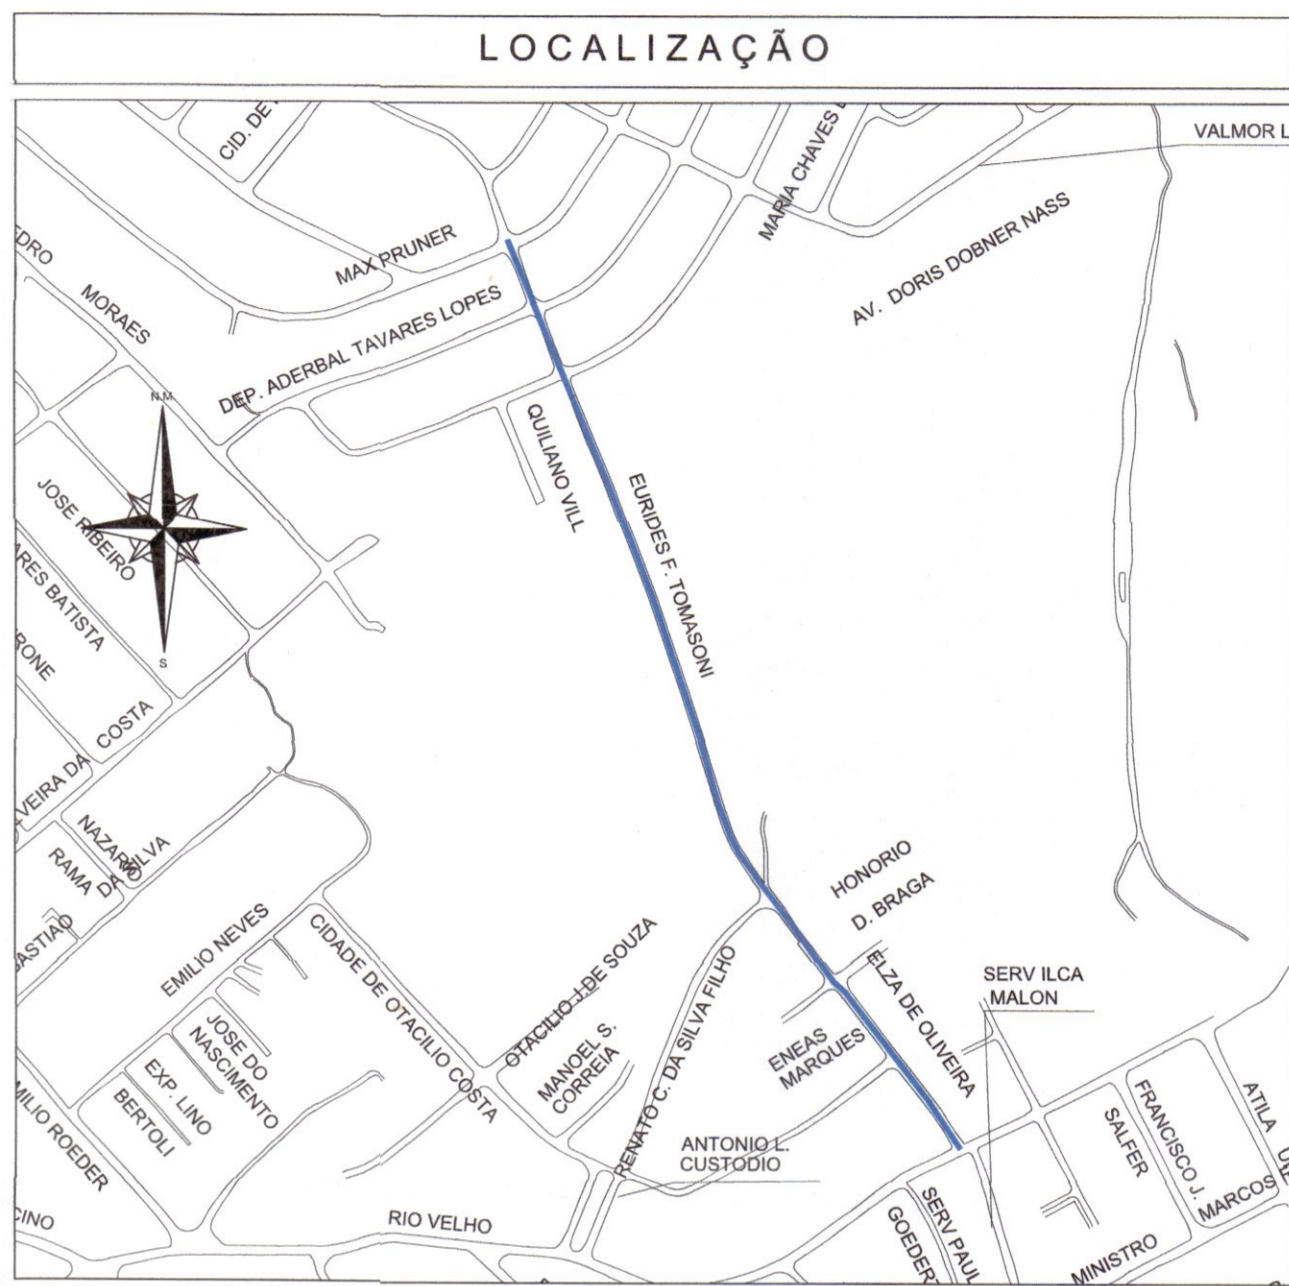 LOCALIZAÇÃO
CID. DE
MARIA CHAVES
VALMOR L
MAX PRUNER
AV. DORIS DOBNER NASS
EDRO
MORAES
DEP. ADERBAL TAVARES LOPES
N.M.
QUILIANO VILL
EURIDES F. TOMASONI
JOSE RIBEIRO
ARES BATISTA
IRONE
S
COSTA
VEIRA DA
NAZARIO
RAMA
DA SILVA
BASTIAO
HONORIO
D. BRAGA
EMILIO NEVES
CIDADE DE OTACILIO COSTA
OTACILIO J.DE SOUZA
RENATO C. DA SILVA FILHO
ELZA DE OLIVEIRA
SERV ILCA
MALON
JOSE DO
NASCIMENTO
MANOEL S.
CORREIA
ENEAS
MARQUES
EXP. LINO
BERTOLI
MILIO ROEDER
ANTONIO L.
CUSTODIO
SALFER
FRANCISCO J.
ATILA
MARCOS
CINO
RIO VELHO
GOEDERT
SERV PAUL
MINISTRO